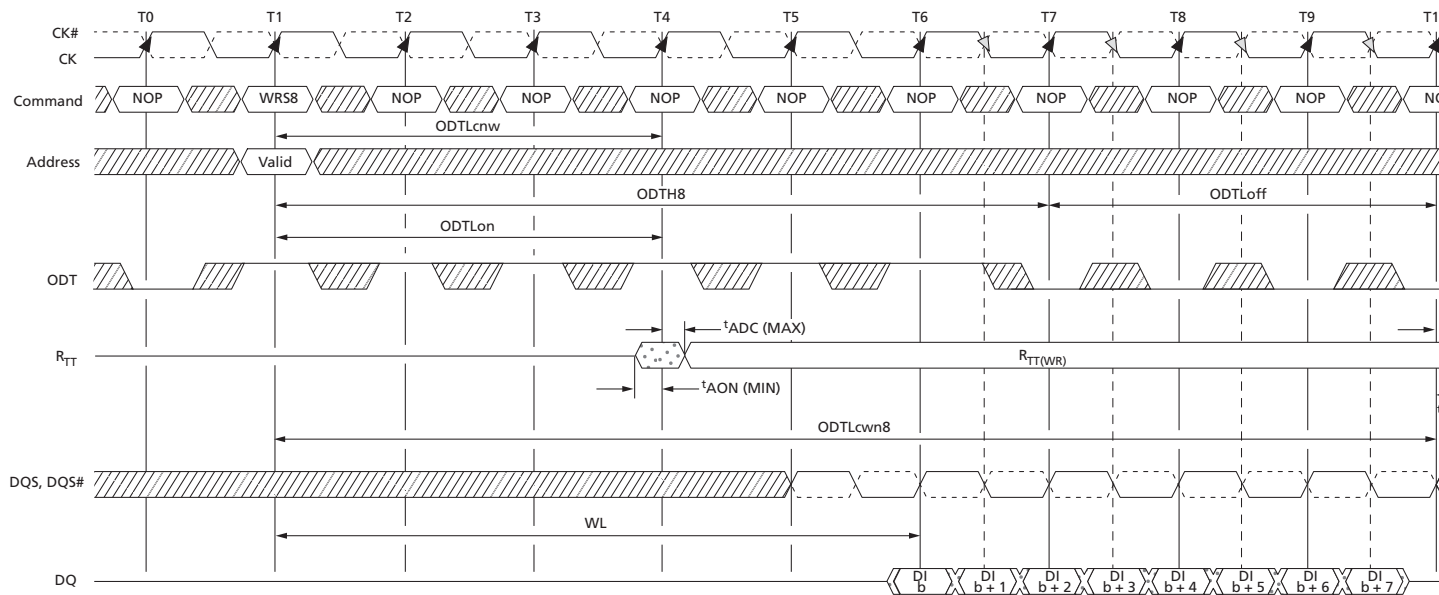 T0 T1 T2 T3 T4 T5 T6 T7 T8 T9 T1
CK#
CK
Command NOP WRS8 NOP NOP NOP NOP NOP NOP NOP NOP NO
ODTLcnw
Address Valid
ODTH8 ODTLoff
ODTLon
ODT
tADC (MAX)
RTT RTT(WR)
tAON (MIN)
t
ODTLcwn8
DQS, DQS#
WL
DQ DI b DI b + 1 DI b + 2 DI b + 3 DI b + 4 DI b + 5 DI b + 6 DI b + 7